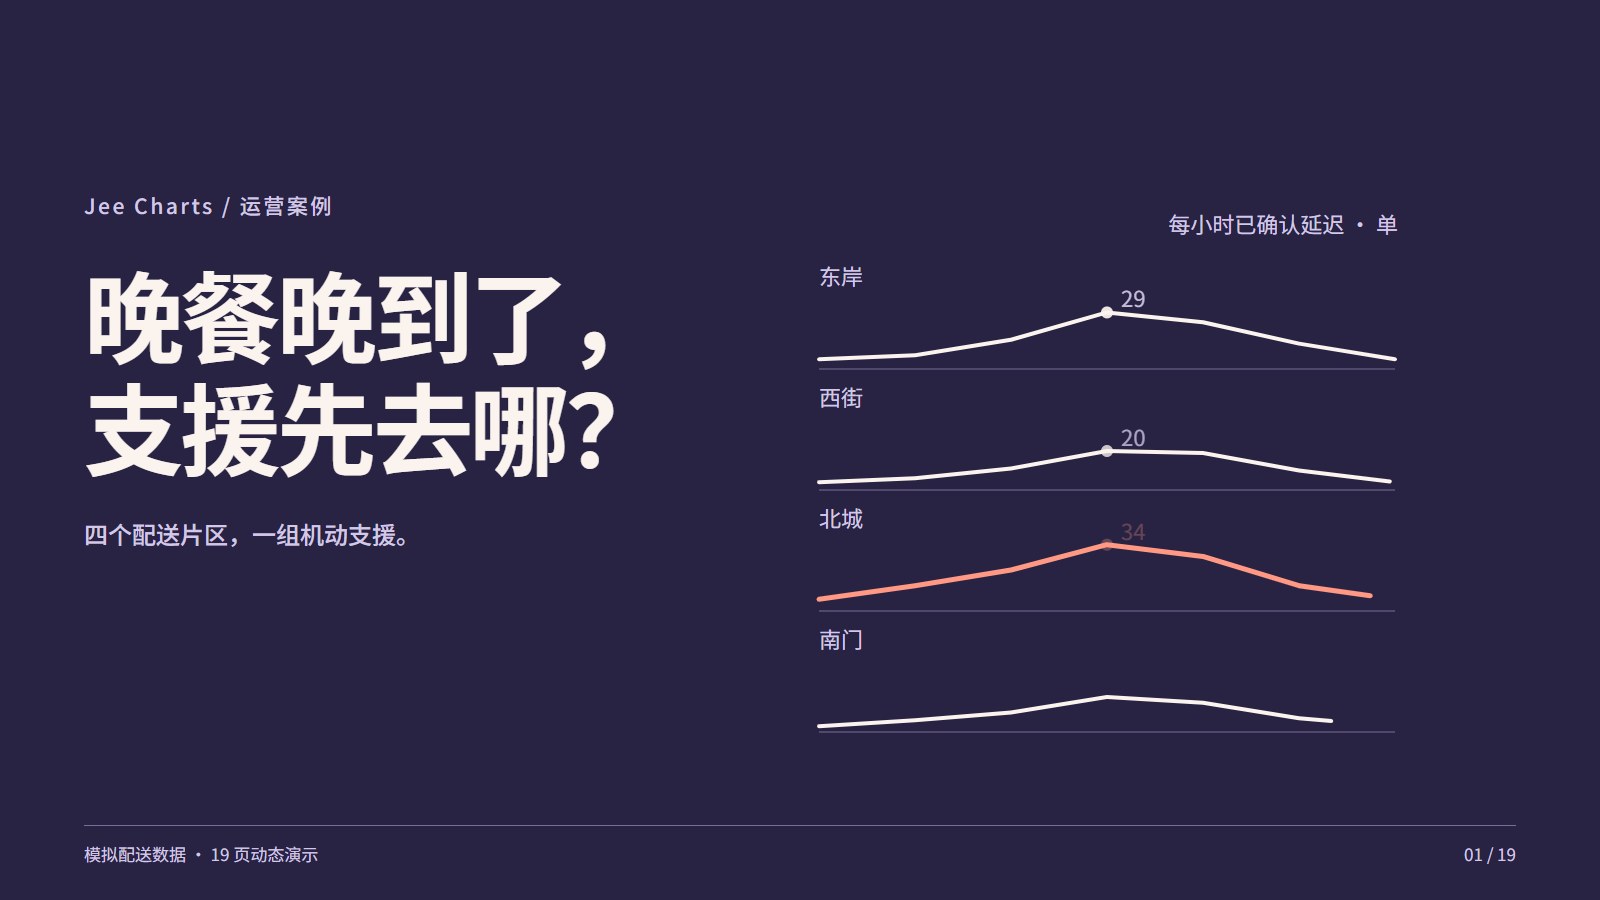 Jee Charts / 运营案例
晚餐晚到了，
支援先去哪？
四个配送片区，一组机动支援。
每小时已确认延迟 · 单
东岸
29
西街
20
北城
34
南门
模拟配送数据 · 19 页动态演示
01 / 19